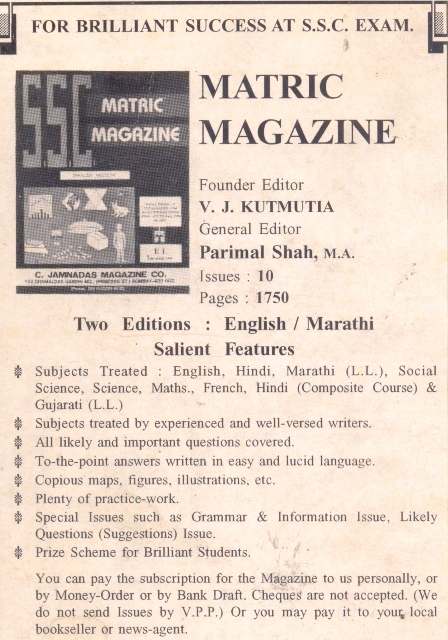 FOR BRILLIANT SUCCESS AT S.S.C. EXAM.
S.S.C
MATRIC
MAGAZINE
C. JAMNADAS MAGAZINE CO.
MATRIC
MAGAZINE
Founder Editor
V. J. KUTMUTIA
General Editor
Parimal Shah, M.A.
Issues : 10
Pages : 1750
Two Editions : English / Marathi
Salient Features
Subjects Treated : English, Hindi, Marathi (L.L.), Social
Science, Science, Maths., French, Hindi (Composite Course) &
Gujarati (L.L.)
Subjects treated by experienced and well-versed writers.
All likely and important questions covered.
To-the-point answers written in easy and lucid language.
Copious maps, figures, illustrations, etc.
Plenty of practice-work.
Special Issues such as Grammar & Information Issue, Likely
Questions (Suggestions) Issue.
Prize Scheme for Brilliant Students.
You can pay the subscription for the Magazine to us personally, or
by Money-Order or by Bank Draft. Cheques are not accepted. (We
do not send Issues by V.P.P.) Or you may pay it to your local
bookseller or news-agent.